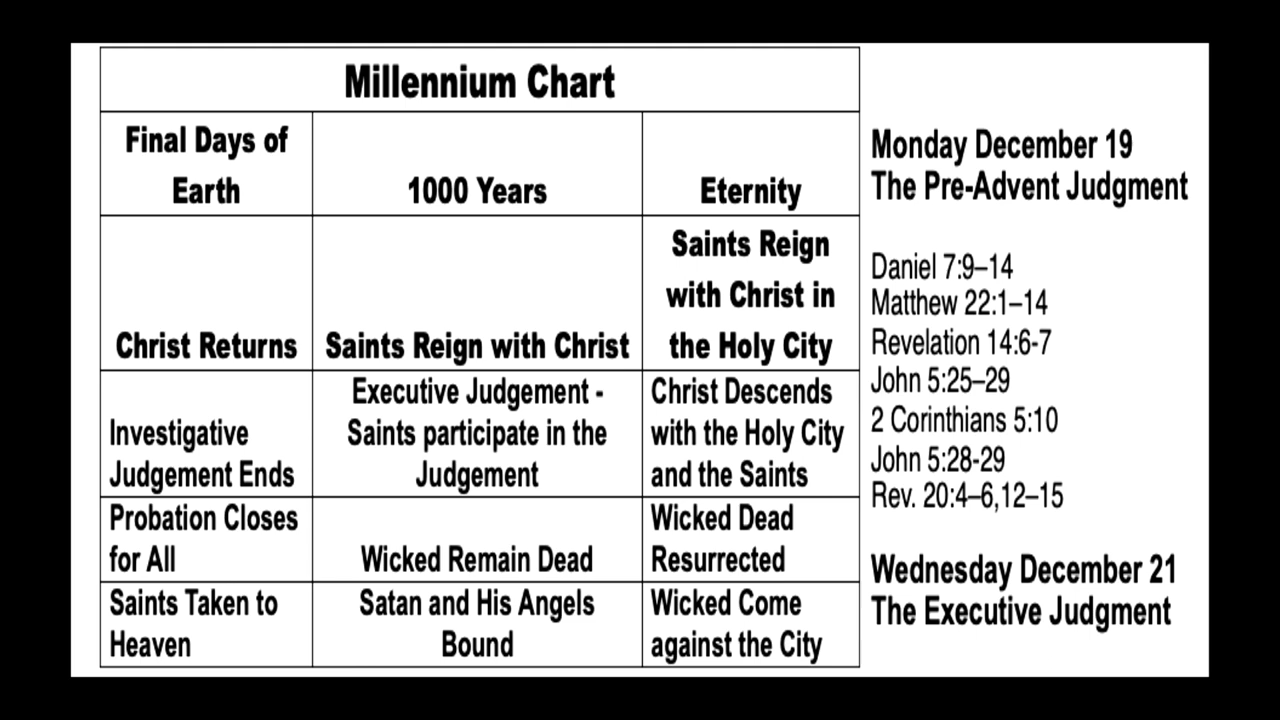 Millennium Chart
Final Days of
Earth
1000 Years
Eternity
Christ Returns
Saints Reign with Christ
Saints Reign
with Christ in
the Holy City
Investigative
Judgement Ends
Executive Judgement -
Saints participate in the
Judgement
Christ Descends
with the Holy City
and the Saints
Probation Closes
for All
Wicked Remain Dead
Wicked Dead
Resurrected
Saints Taken to
Heaven
Satan and His Angels
Bound
Wicked Come
against the City
Monday December 19
The Pre-Advent Judgment
Daniel 7:9–14
Matthew 22:1–14
Revelation 14:6-7
John 5:25–29
2 Corinthians 5:10
John 5:28-29
Rev. 20:4–6,12–15
Wednesday December 21
The Executive Judgment